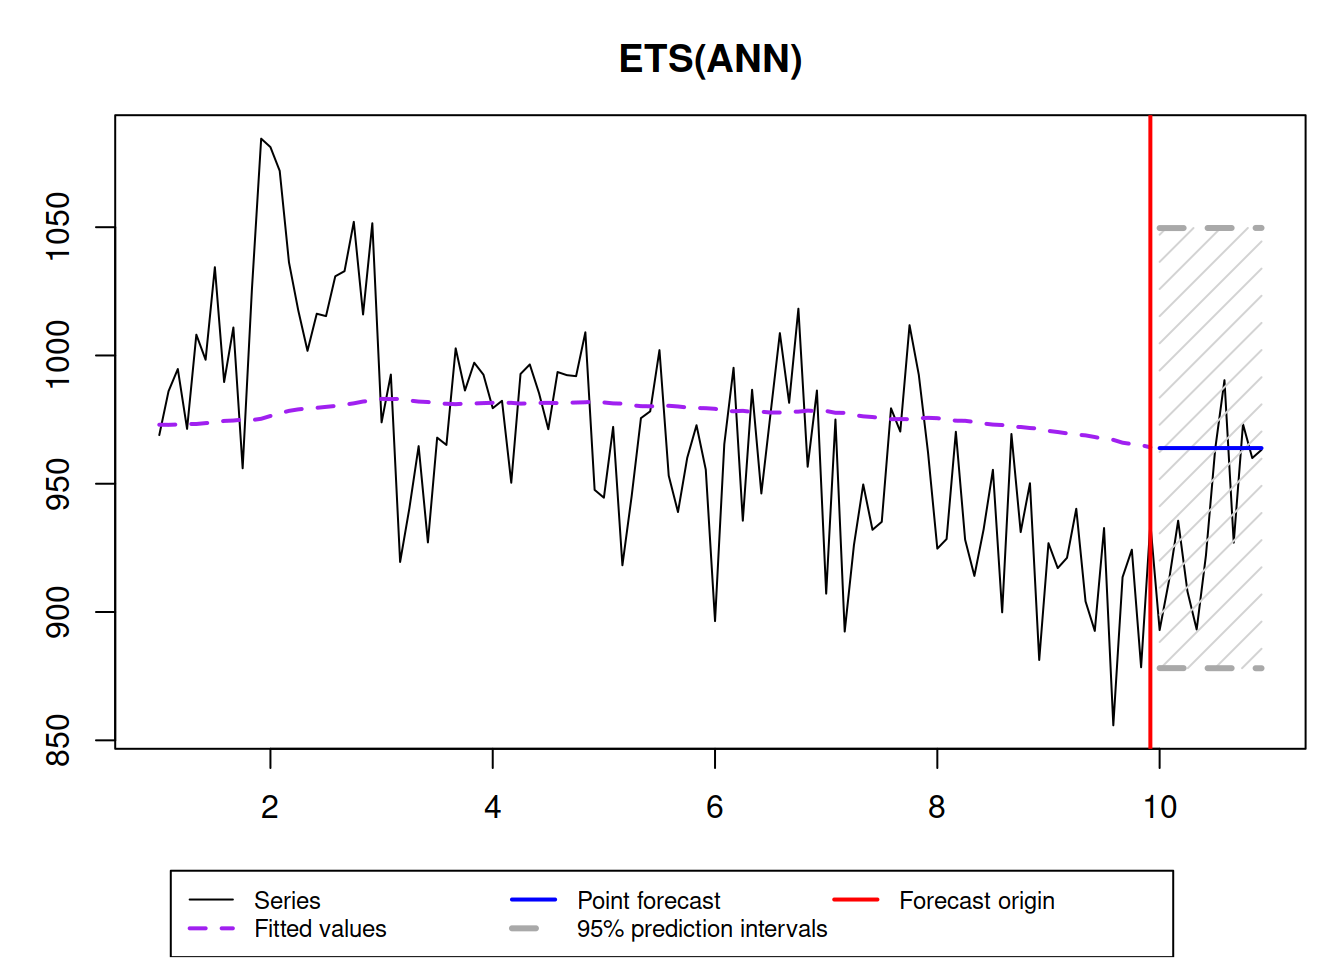 ETS(ANN)
1050
1000
950
900
850
2 4 6 8 10
Series Point forecast Forecast origin
Fitted values 95% prediction intervals